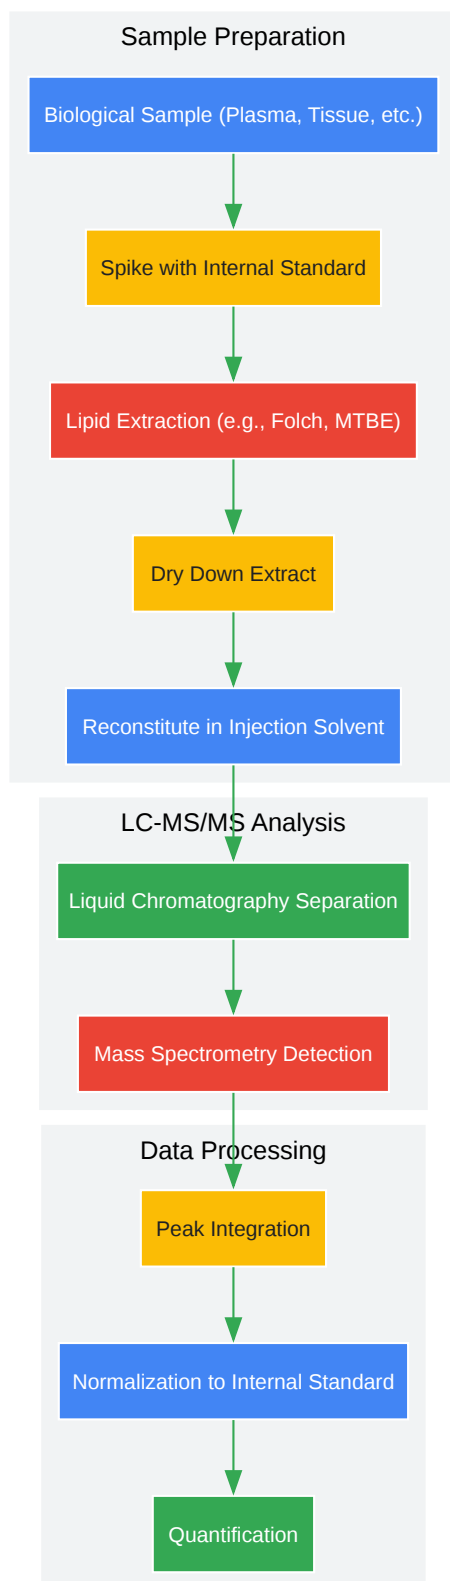 Sample Preparation
Biological Sample (Plasma, Tissue, etc.)
Spike with Internal Standard
Lipid Extraction (e.g., Folch, MTBE)
Dry Down Extract
Reconstitute in Injection Solvent
LC-MS/MS Analysis
Liquid Chromatography Separation
Mass Spectrometry Detection
Data Processing
Peak Integration
Normalization to Internal Standard
Quantification